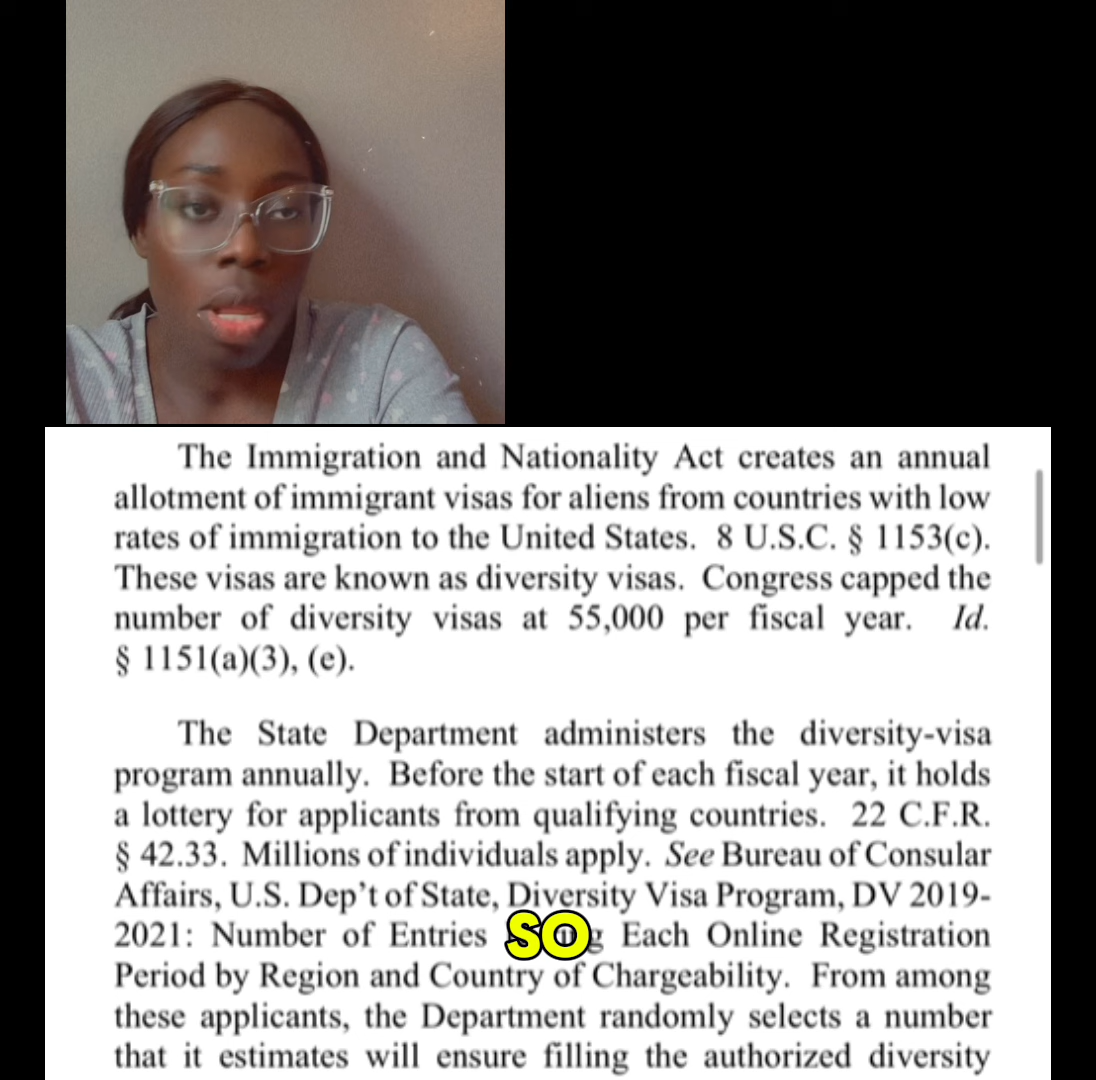 The Immigration and Nationality Act creates an annual
allotment of immigrant visas for aliens from countries with low
rates of immigration to the United States. 8 U.S.C. § 1153(c).
These visas are known as diversity visas. Congress capped the
number of diversity visas at 55,000 per fiscal year. Id.
§ 1151(a)(3), (e).
The State Department administers the diversity-visa
program annually. Before the start of each fiscal year, it holds
a lottery for applicants from qualifying countries. 22 C.F.R.
§ 42.33. Millions of individuals apply. See Bureau of Consular
Affairs, U.S. Dep't of State, Diversity Visa Program, DV 2019-
2021: Number of Entries SO Each Online Registration
Period by Region and Country of Chargeability. From among
these applicants, the Department randomly selects a number
that it estimates will ensure filling the authorized diversity